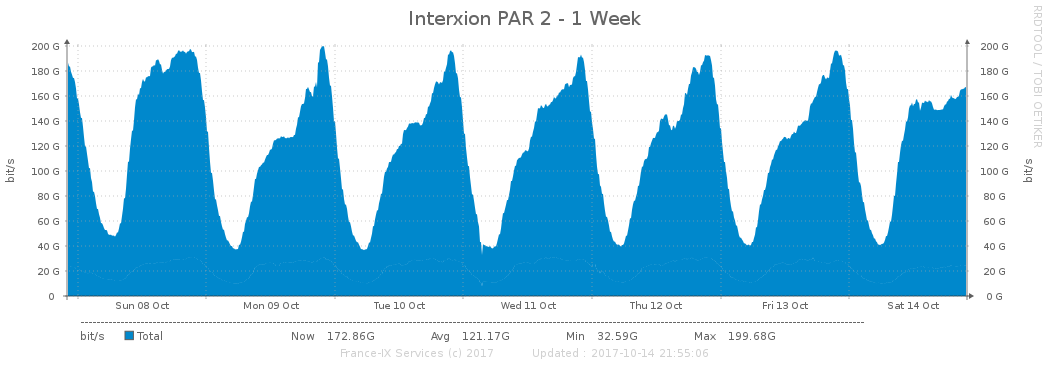 Interxion PAR 2 - 1 Week
RRDTOOL / TOBI OETIKER
200 G 200 G
180 G 180 G
160 G 160 G
140 G 140 G
120 G 120 G
100 G 100 G
80 G 80 G
60 G 60 G
40 G 40 G
20 G 20 G
0 0 G
bit/s bit/s
Sun 08 Oct Mon 09 Oct Tue 10 Oct Wed 11 Oct Thu 12 Oct Fri 13 Oct Sat 14 Oct
bit/s Total Now 172.86G Avg 121.17G Min 32.59G Max 199.68G
France-IX Services (c) 2017 Updated : 2017-10-14 21:55:06